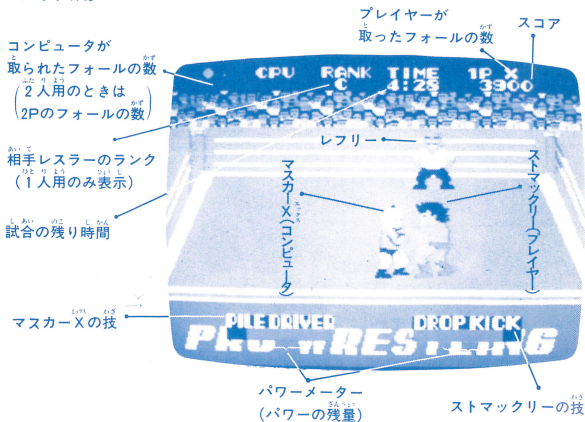 プレイヤーが
取ったフォールの数
スコア
コンピュータが
取られたフォールの数
(2人用のときは
2Pのフォールの数)
CPU RANK TIME 1P X
C 4:28 3900
相手レスラーのランク
(1人用のみ表示)
レフリー
マスカーX(コンピュータ)
ストマックリー(プレイヤー)
試合の残り時間
マスカーXの技
PILE DRIVER DROP KICK
PRO WRESTLING
パワーメーター
(パワーの残量)
ストマックリーの技